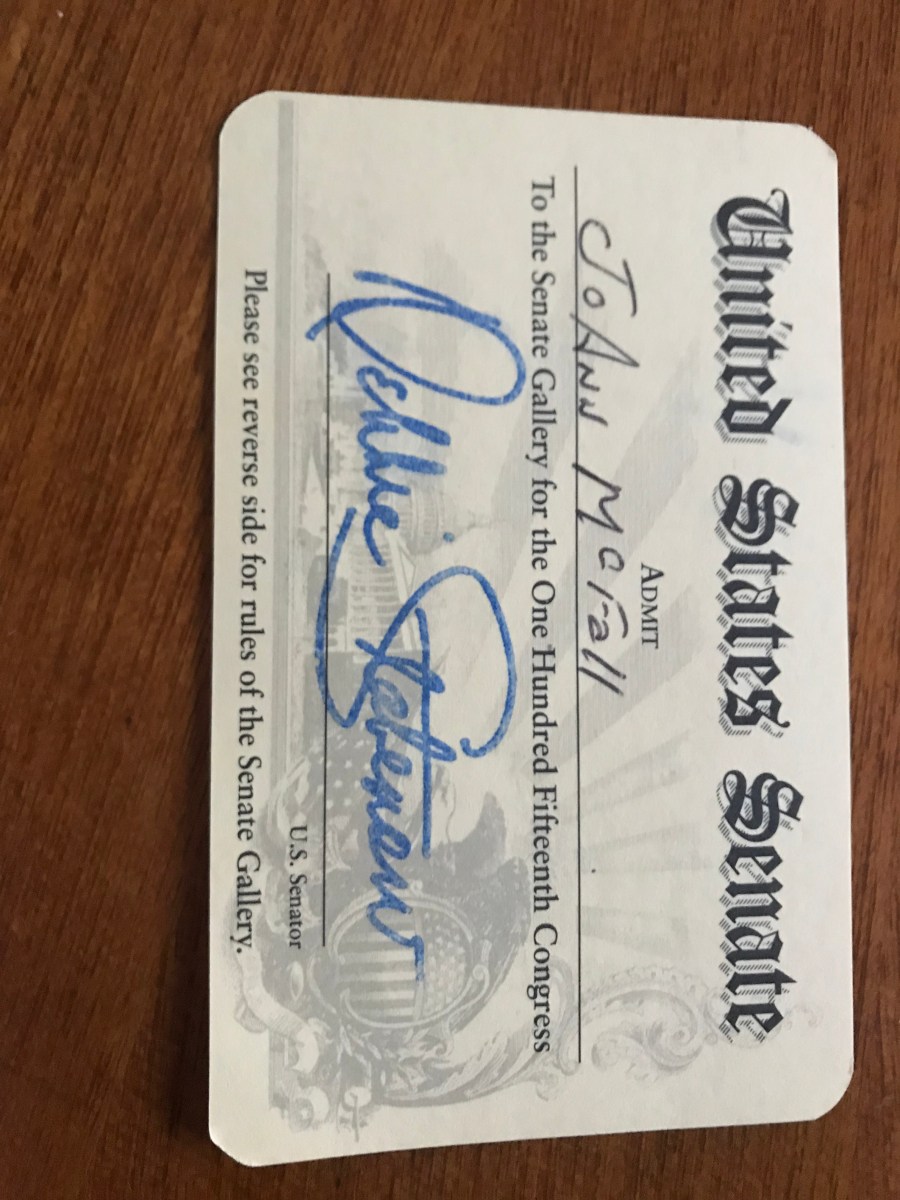 United States Senate
ADMIT
JoAnn McFall
To the Senate Gallery for the One Hundred Fifteenth Congress
Debbie Stabenow
U.S. Senator
Please see reverse side for rules of the Senate Gallery.